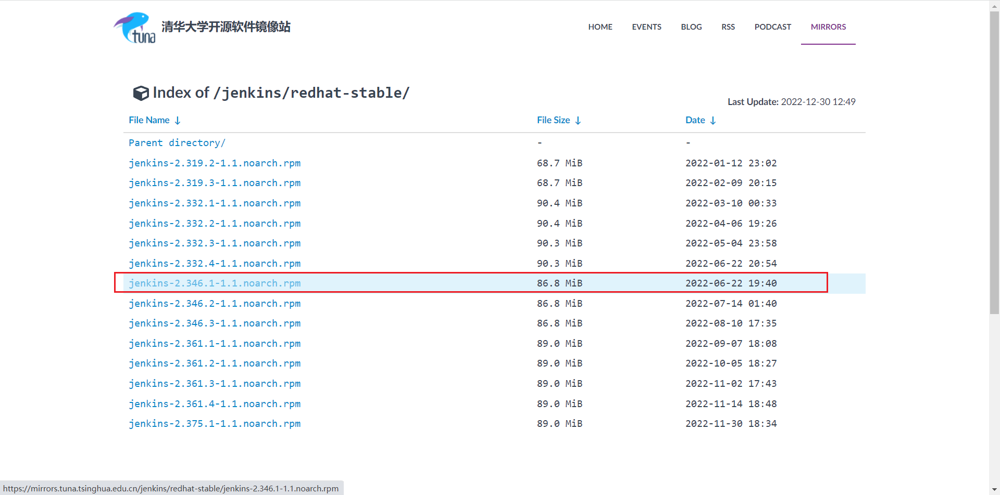 tuna 清华大学开源软件镜像站 HOME EVENTS BLOG RSS PODCAST MIRRORS
Index of /jenkins/redhat-stable/
Last Update: 2022-12-30 12:49
File Name ↓ File Size ↓ Date ↓
Parent directory/ - -
jenkins-2.319.2-1.1.noarch.rpm 68.7 MiB 2022-01-12 23:02
jenkins-2.319.3-1.1.noarch.rpm 68.7 MiB 2022-02-09 20:15
jenkins-2.332.1-1.1.noarch.rpm 90.4 MiB 2022-03-10 00:33
jenkins-2.332.2-1.1.noarch.rpm 90.4 MiB 2022-04-06 19:26
jenkins-2.332.3-1.1.noarch.rpm 90.3 MiB 2022-05-04 23:58
jenkins-2.332.4-1.1.noarch.rpm 90.3 MiB 2022-06-22 20:54
jenkins-2.346.1-1.1.noarch.rpm 86.8 MiB 2022-06-22 19:40
jenkins-2.346.2-1.1.noarch.rpm 86.8 MiB 2022-07-14 01:40
jenkins-2.346.3-1.1.noarch.rpm 86.8 MiB 2022-08-10 17:35
jenkins-2.361.1-1.1.noarch.rpm 89.0 MiB 2022-09-07 18:08
jenkins-2.361.2-1.1.noarch.rpm 89.0 MiB 2022-10-05 18:27
jenkins-2.361.3-1.1.noarch.rpm 89.0 MiB 2022-11-02 17:43
jenkins-2.361.4-1.1.noarch.rpm 89.0 MiB 2022-11-14 18:48
jenkins-2.375.1-1.1.noarch.rpm 89.0 MiB 2022-11-30 18:34
https://mirrors.tuna.tsinghua.edu.cn/jenkins/redhat-stable/jenkins-2.346.1-1.1.noarch.rpm